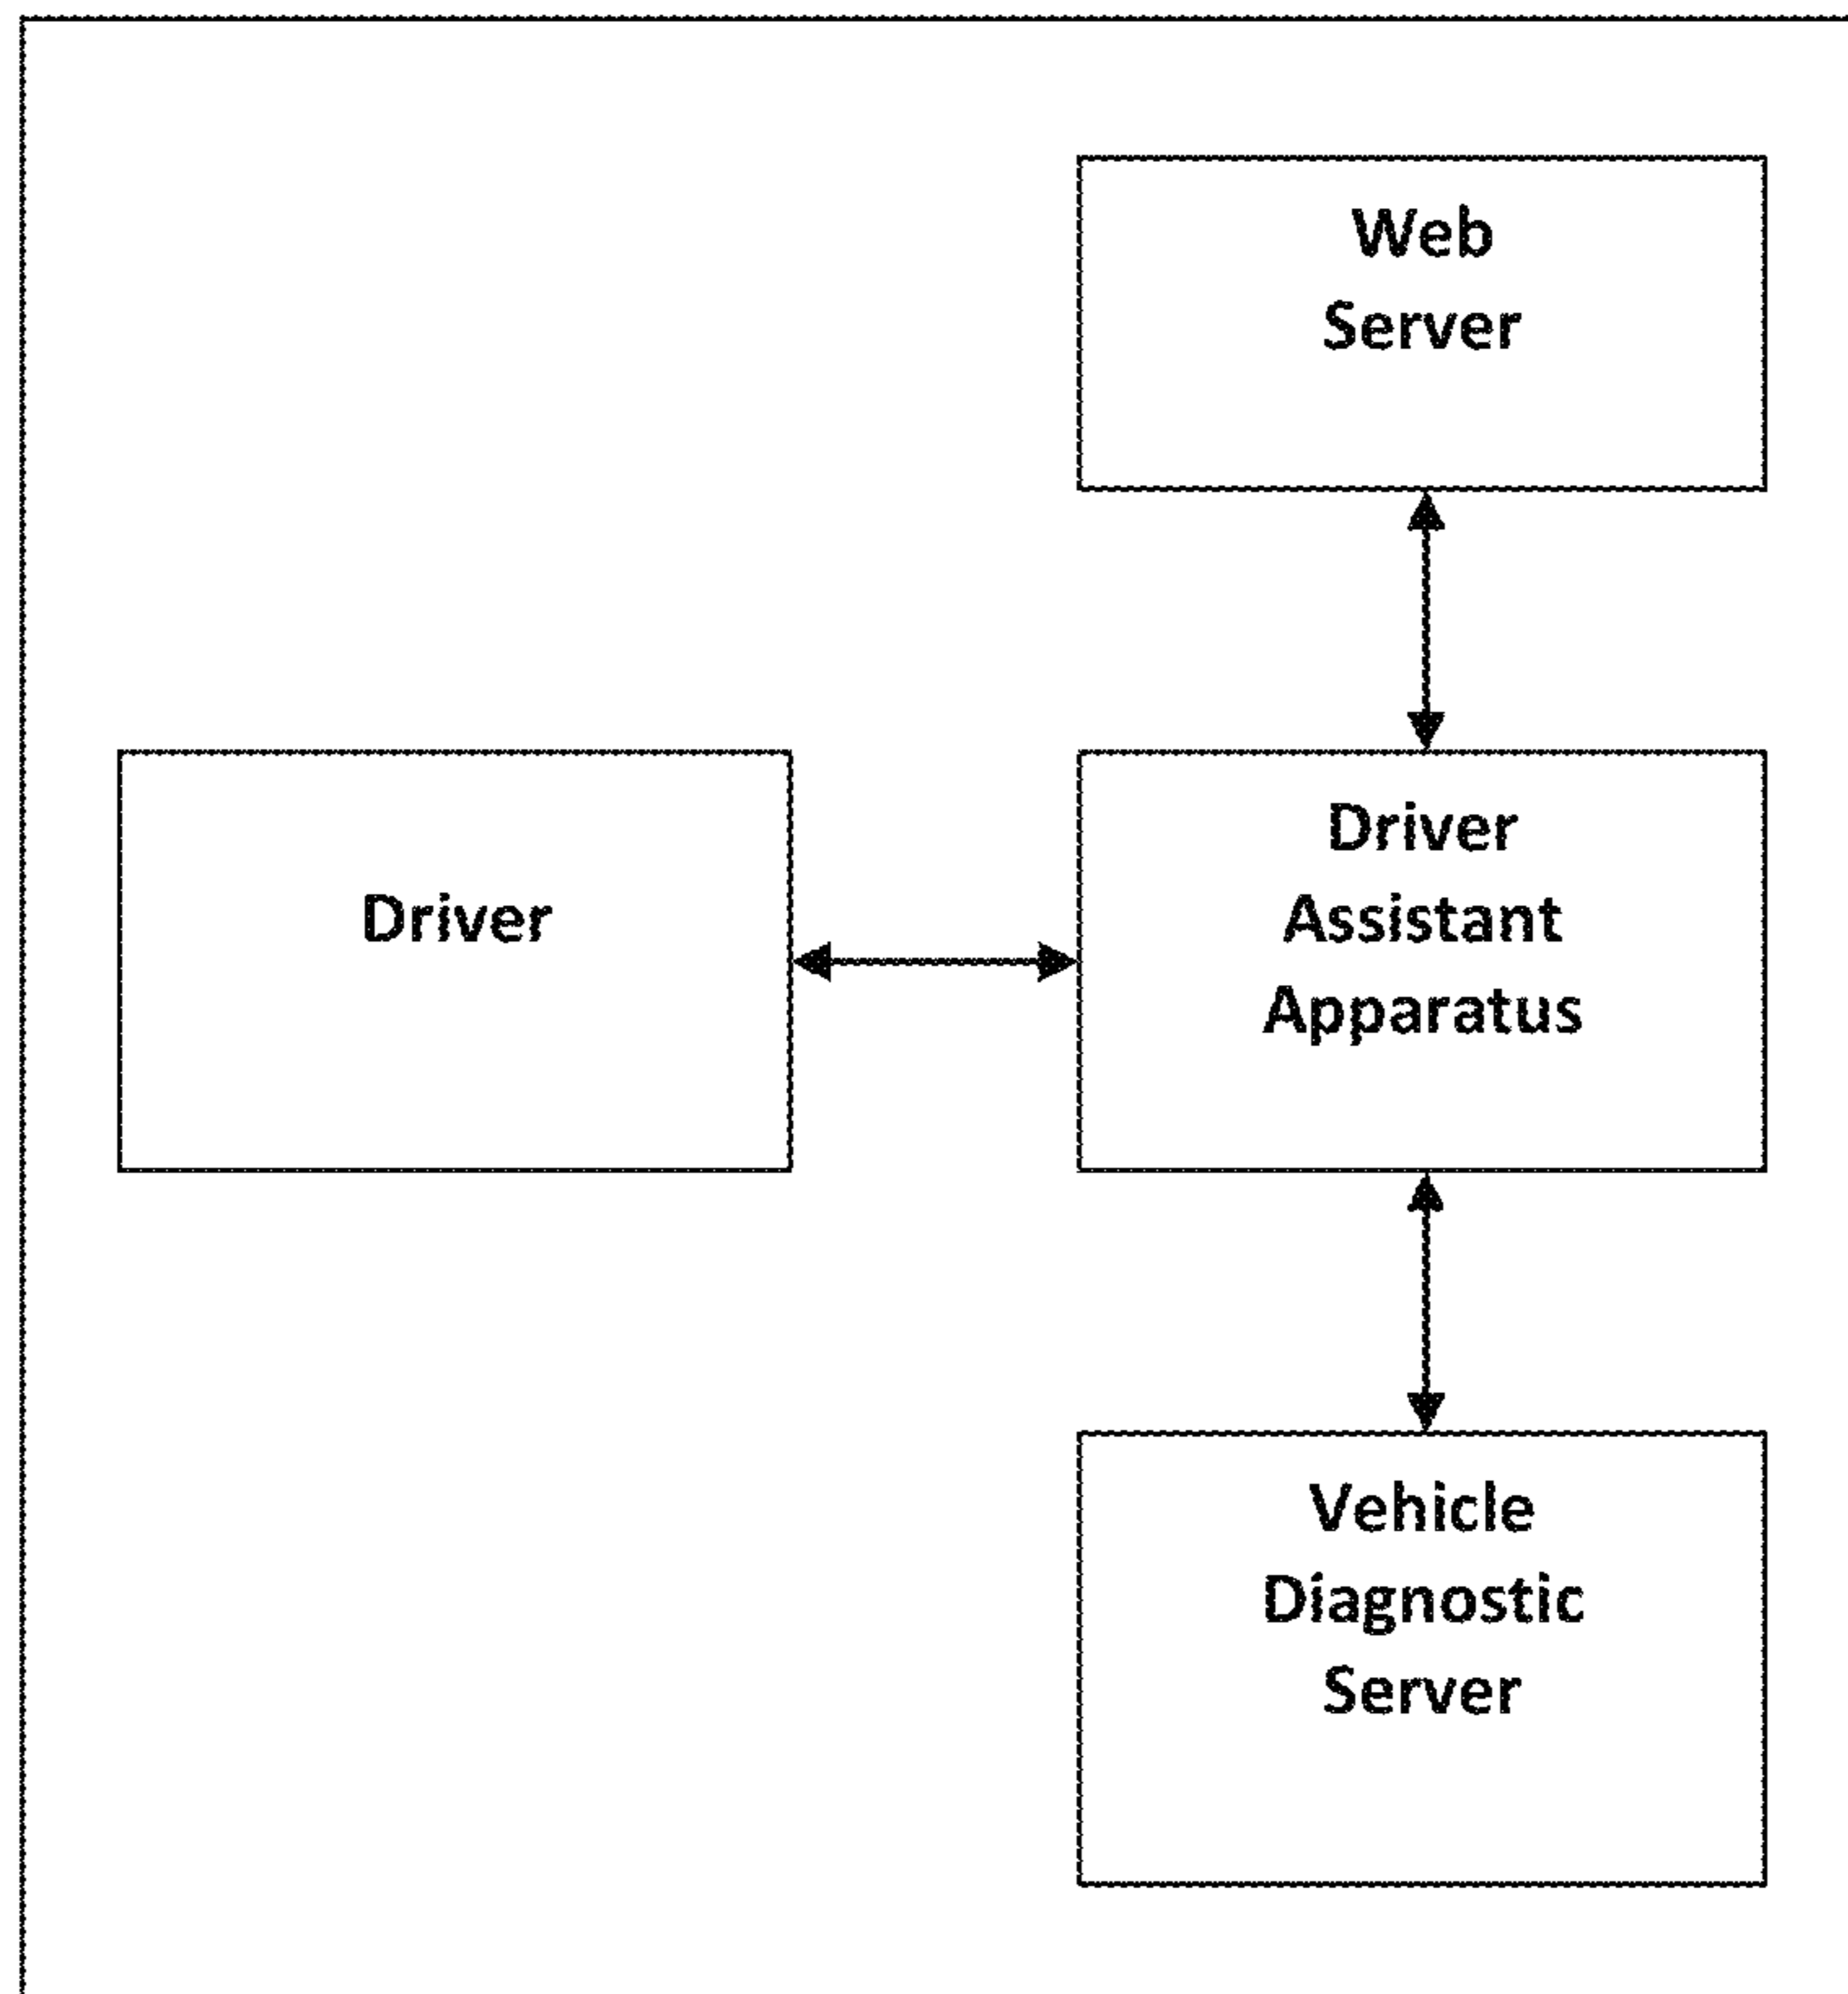 Web
Server
Driver
Driver
Assistant
Apparatus
Vehicle
Diagnostic
Server